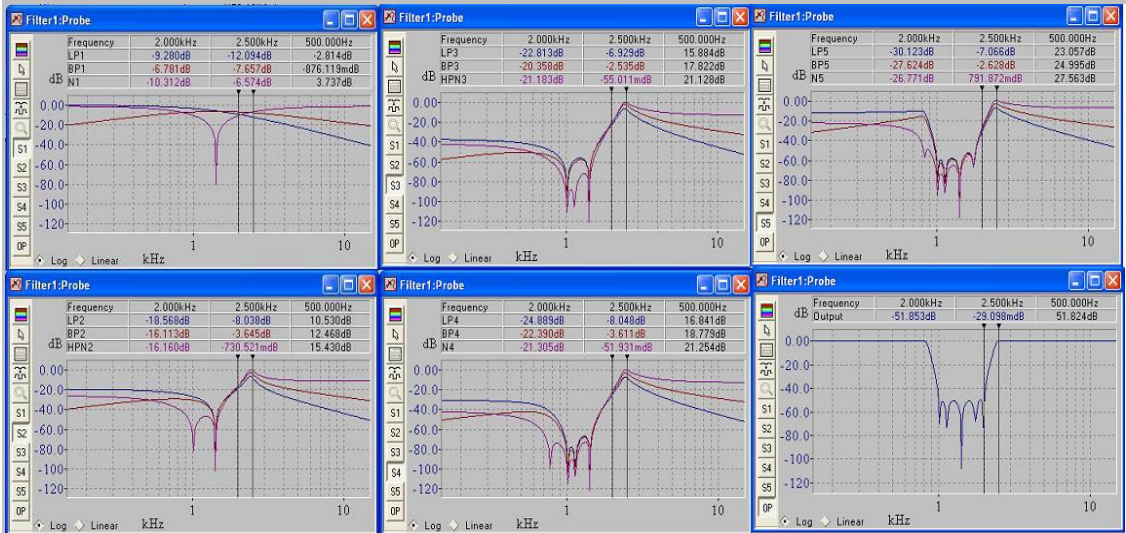 Filter1:Probe
Frequency 2.000kHz 2.500kHz 500.000Hz
LP1 -9.280dB -12.094dB -2.814dB
BP1 -6.781dB -7.657dB -876.119mdB
N1 -10.312dB -6.574dB 3.737dB
dB
0.00
-20.0
-40.0
-60.0
-80.0
-100
-120
S1
S2
S3
S4
S5
OP
1 10
Log Linear kHz
Filter1:Probe
Frequency 2.000kHz 2.500kHz 500.000Hz
LP3 -22.813dB -6.929dB 15.884dB
BP3 -20.358dB -2.535dB 17.822dB
HPN3 -21.183dB -55.011mdB 21.128dB
dB
0.00
-20.0
-40.0
-60.0
-80.0
-100
-120
S1
S2
S3
S4
S5
OP
1 10
Log Linear kHz
Filter1:Probe
Frequency 2.000kHz 2.500kHz 500.000Hz
LP5 -30.123dB -7.066dB 23.057dB
BP5 -27.624dB -2.628dB 24.995dB
N5 -26.771dB 791.872mdB 27.563dB
dB
0.00
-20.0
-40.0
-60.0
-80.0
-100
-120
S1
S2
S3
S4
S5
OP
1 10
Log Linear kHz
Filter1:Probe
Frequency 2.000kHz 2.500kHz 500.000Hz
LP2 -18.568dB -8.038dB 10.530dB
BP2 -16.113dB -3.645dB 12.468dB
HPN2 -16.160dB -730.521mdB 15.430dB
dB
0.00
-20.0
-40.0
-60.0
-80.0
-100
-120
S1
S2
S3
S4
S5
OP
1 10
Log Linear kHz
Filter1:Probe
Frequency 2.000kHz 2.500kHz 500.000Hz
LP4 -24.889dB -8.048dB 16.841dB
BP4 -22.390dB -3.611dB 18.779dB
N4 -21.305dB -51.931mdB 21.254dB
dB
0.00
-20.0
-40.0
-60.0
-80.0
-100
-120
S1
S2
S3
S4
S5
OP
1 10
Log Linear kHz
Filter1:Probe
Frequency 2.000kHz 2.500kHz 500.000Hz
Output -51.853dB -29.098mdB 51.824dB
dB
0.00
-20.0
-40.0
-60.0
-80.0
-100
-120
S1
S2
S3
S4
S5
OP
1 10
Log Linear kHz